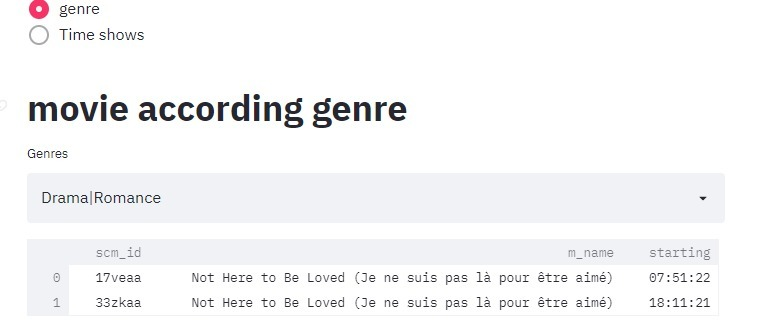 genre
Time shows
movie according genre
Genres
Drama|Romance
scm_id m_name starting
0 17veaa Not Here to Be Loved (Je ne suis pas là pour être aimé) 07:51:22
1 33zkaa Not Here to Be Loved (Je ne suis pas là pour être aimé) 18:11:21